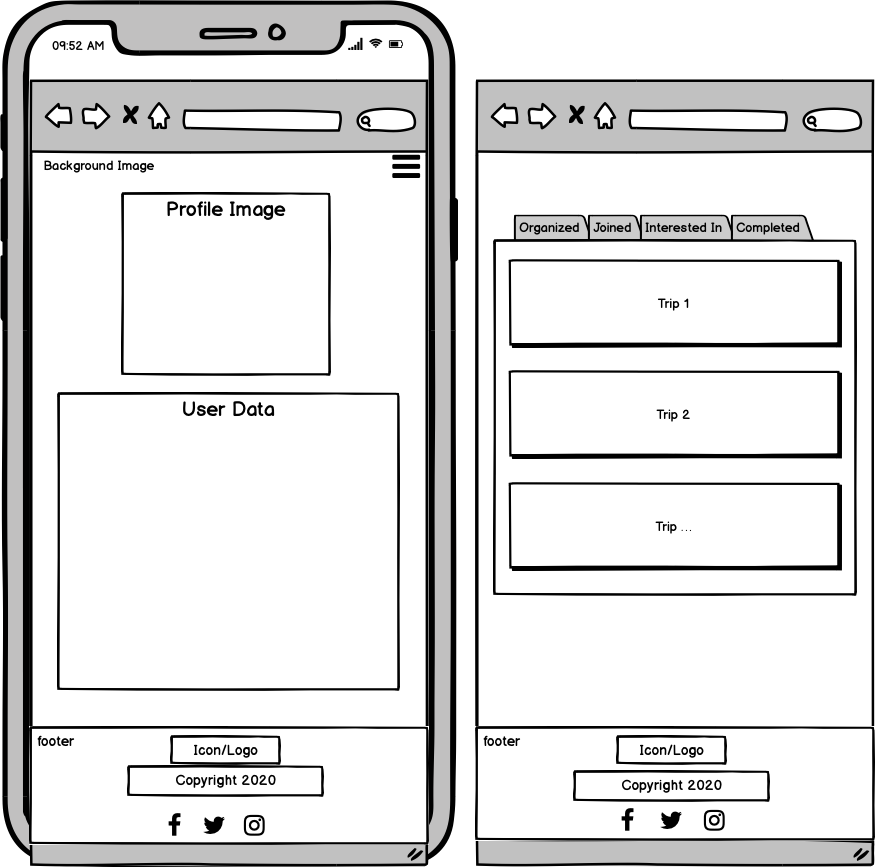 09:52 AM
Background Image
Profile Image
User Data
footer
Icon/Logo
Copyright 2020
Organized Joined Interested In Completed
Trip 1
Trip 2
Trip ...
footer
Icon/Logo
Copyright 2020